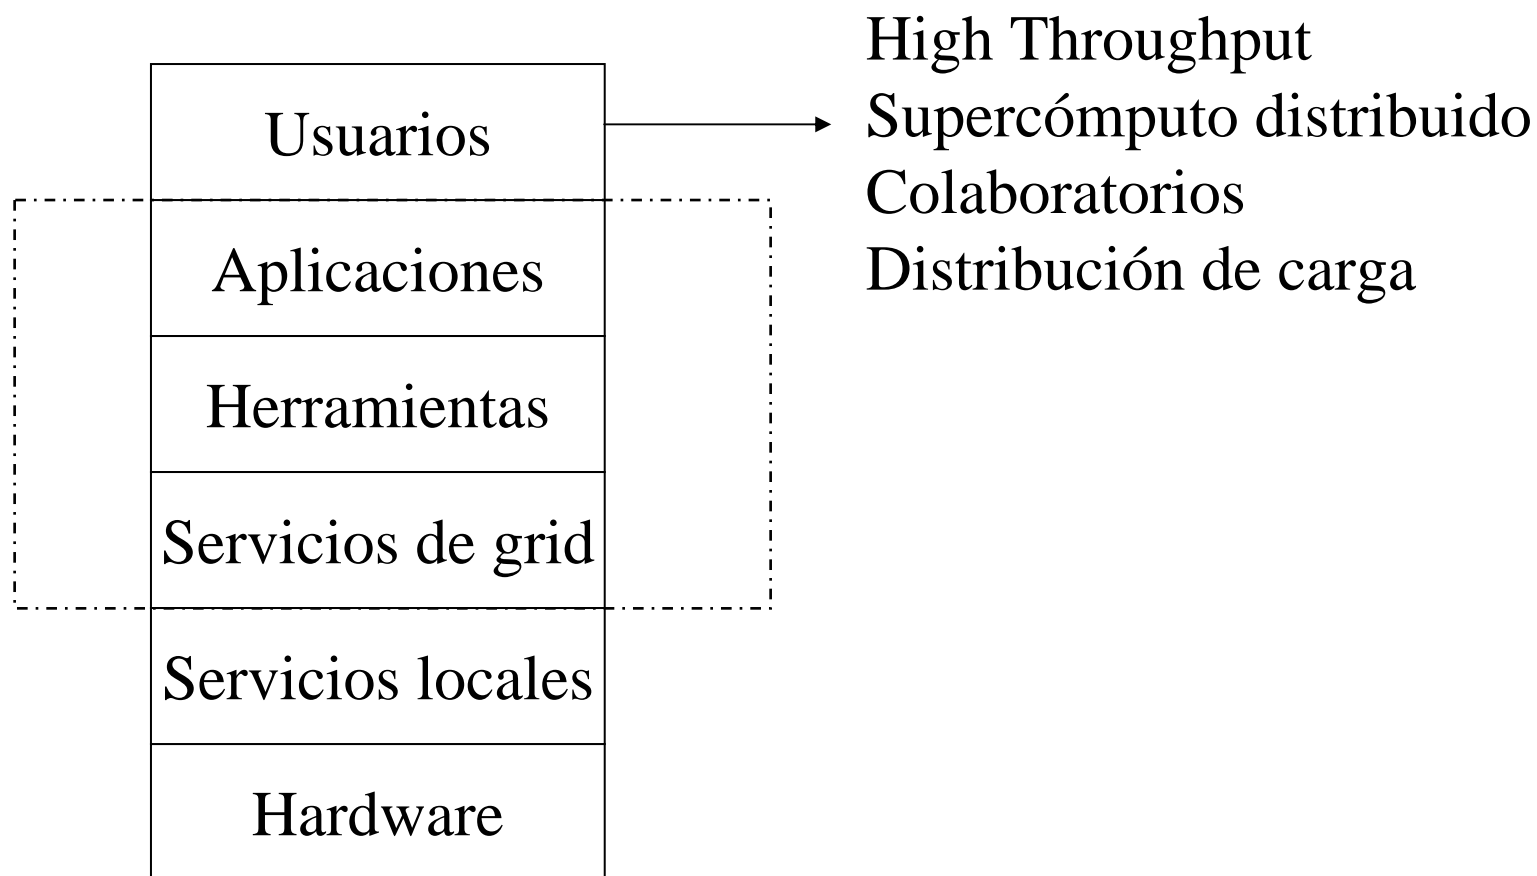 High Throughput
Usuarios
Supercómputo distribuido
Colaboratorios
Aplicaciones
Distribución de carga
Herramientas
Servicios de grid
Servicios locales
Hardware